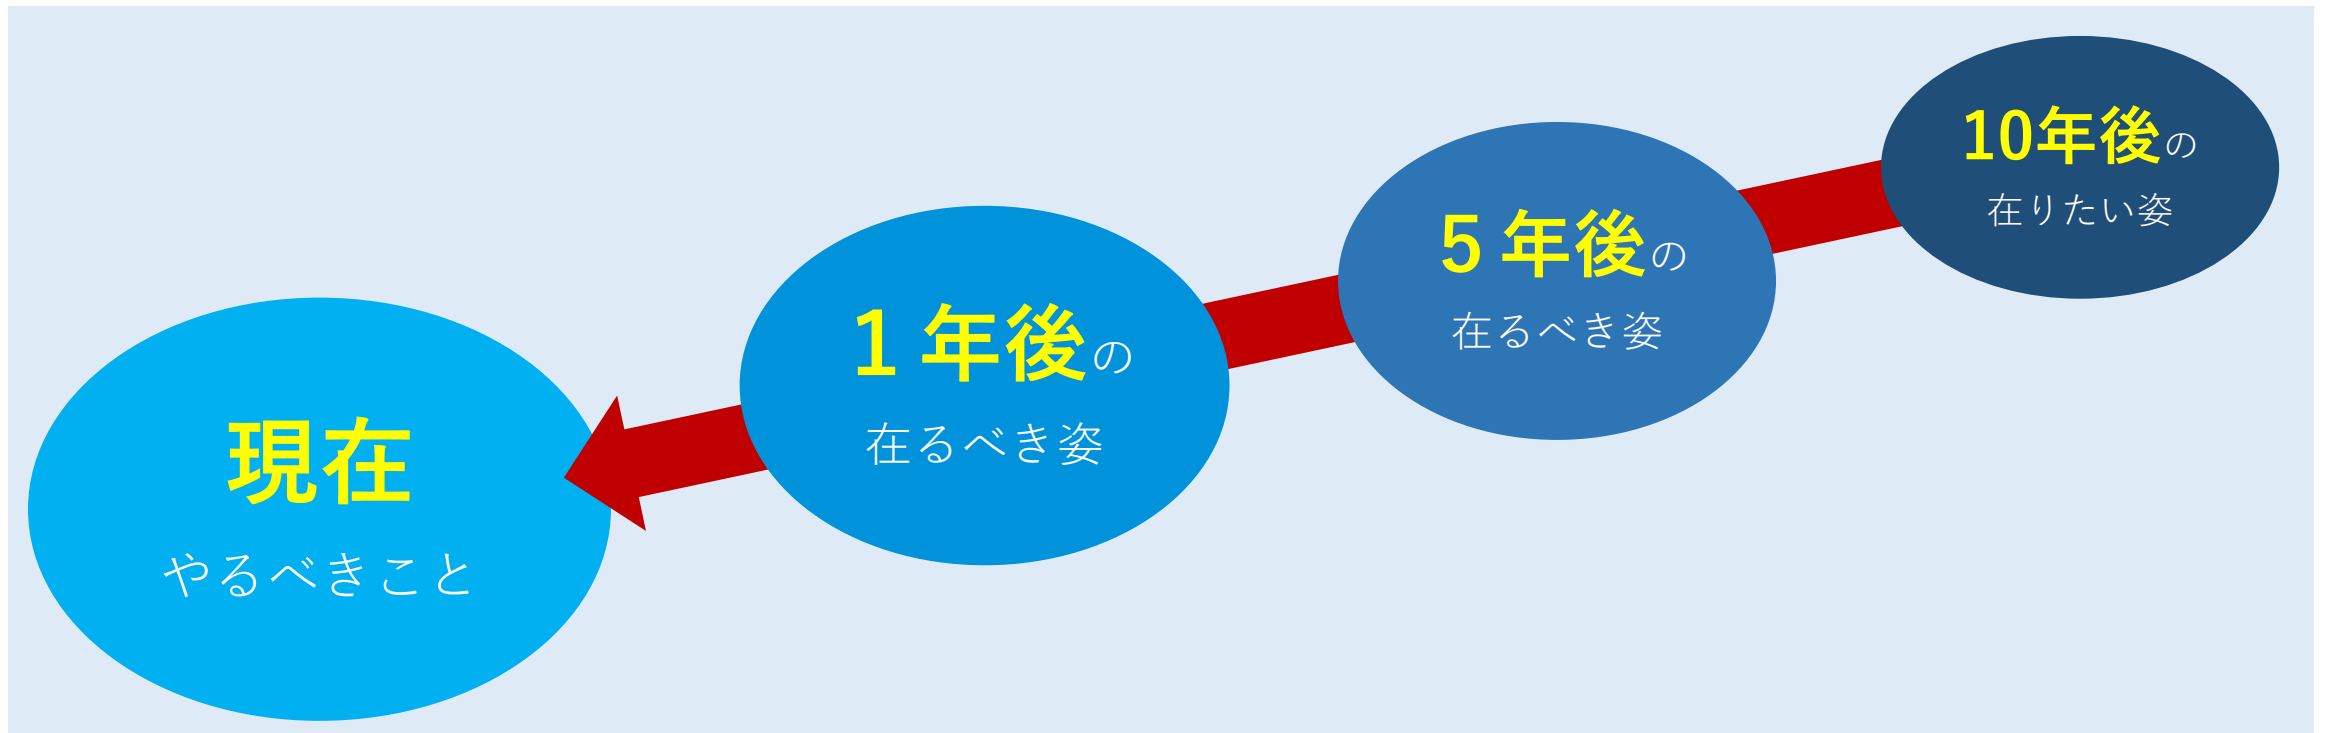 現在
やるべきこと
1 年後の
在るべき姿
5 年後の
在るべき姿
10年後の
在りたい姿